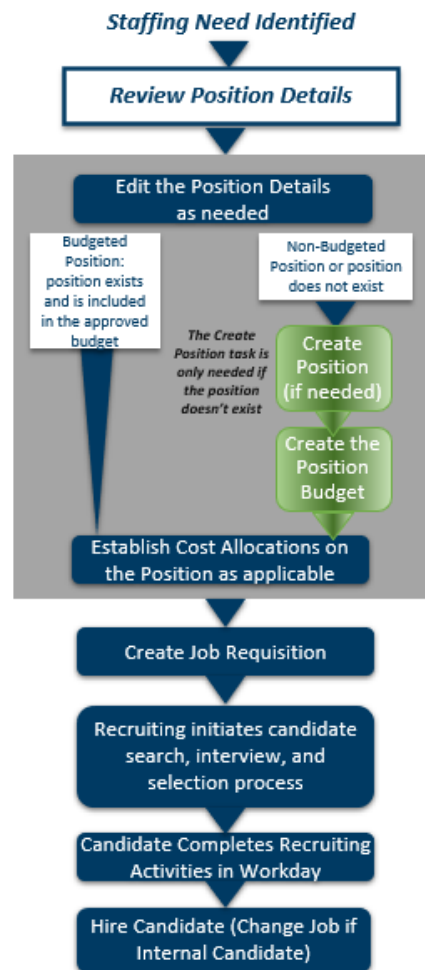 Staffing Need Identified
Review Position Details
Edit the Position Details
as needed
Budgeted
Position:
position exists
and is included
in the approved
budget
Non-Budgeted
Position or position
does not exist
The Create
Position task is
only needed if
the position
doesn't exist
Create
Position
(if needed)
Create the
Position
Budget
Establish Cost Allocations on
the Position as applicable
Create Job Requisition
Recruiting initiates candidate
search, interview, and
selection process
Candidate Completes Recruiting
Activities in Workday
Hire Candidate (Change Job if
Internal Candidate)